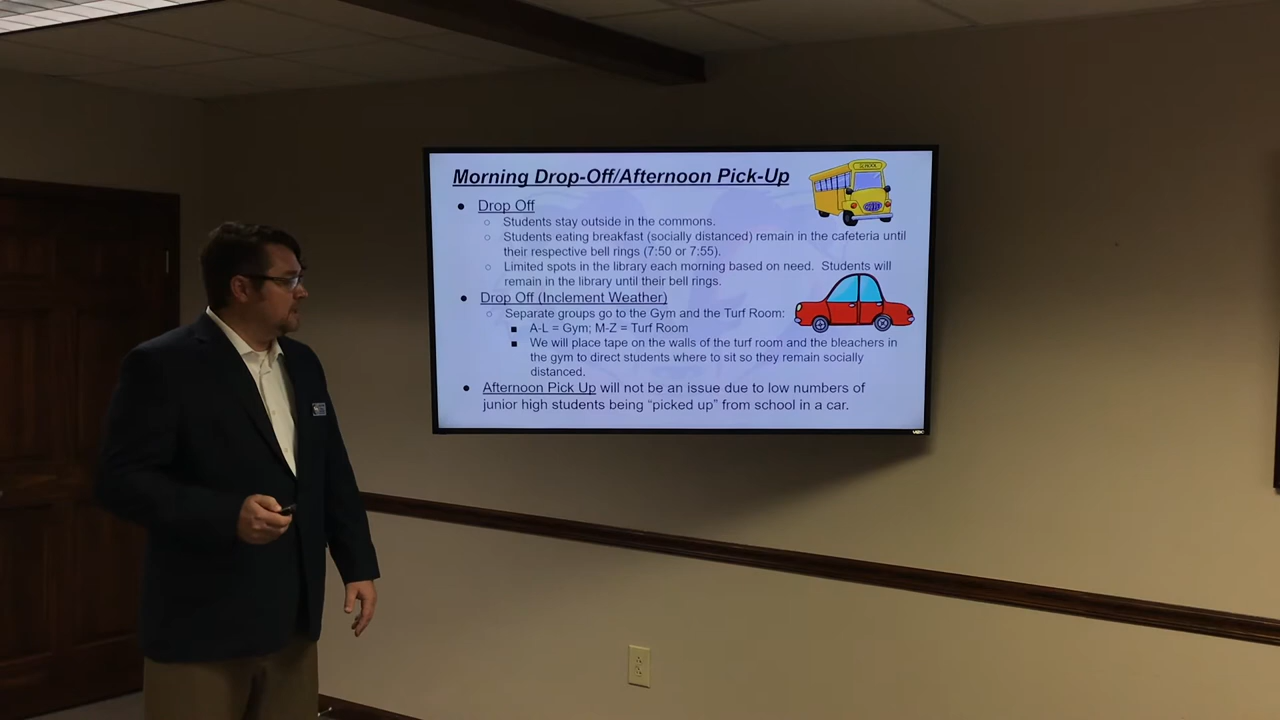 Morning Drop-Off/Afternoon Pick-Up
SCHOOL
● Drop Off
○ Students stay outside in the commons.
○ Students eating breakfast (socially distanced) remain in the cafeteria until
their respective bell rings (7:50 or 7:55).
○ Limited spots in the library each morning based on need. Students will
remain in the library until their bell rings.
● Drop Off (Inclement Weather)
○ Separate groups go to the Gym and the Turf Room:
■ A-L = Gym; M-Z = Turf Room
■ We will place tape on the walls of the turf room and the bleachers in
the gym to direct students where to sit so they remain socially
distanced.
● Afternoon Pick Up will not be an issue due to low numbers of
junior high students being “picked up” from school in a car.